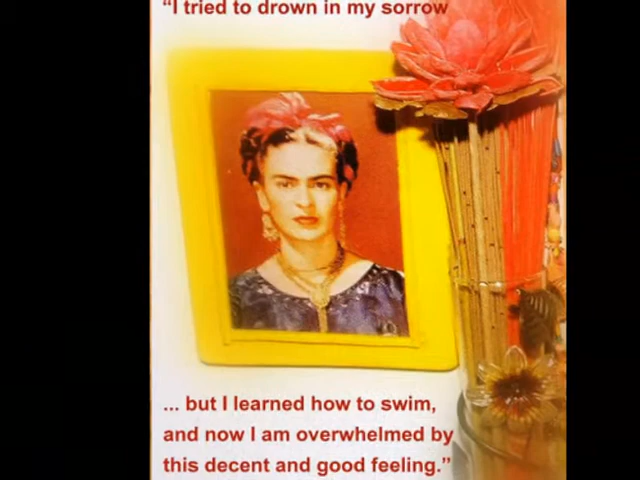 “I tried to drown in my sorrow
... but I learned how to swim,
and now I am overwhelmed by
this decent and good feeling.”